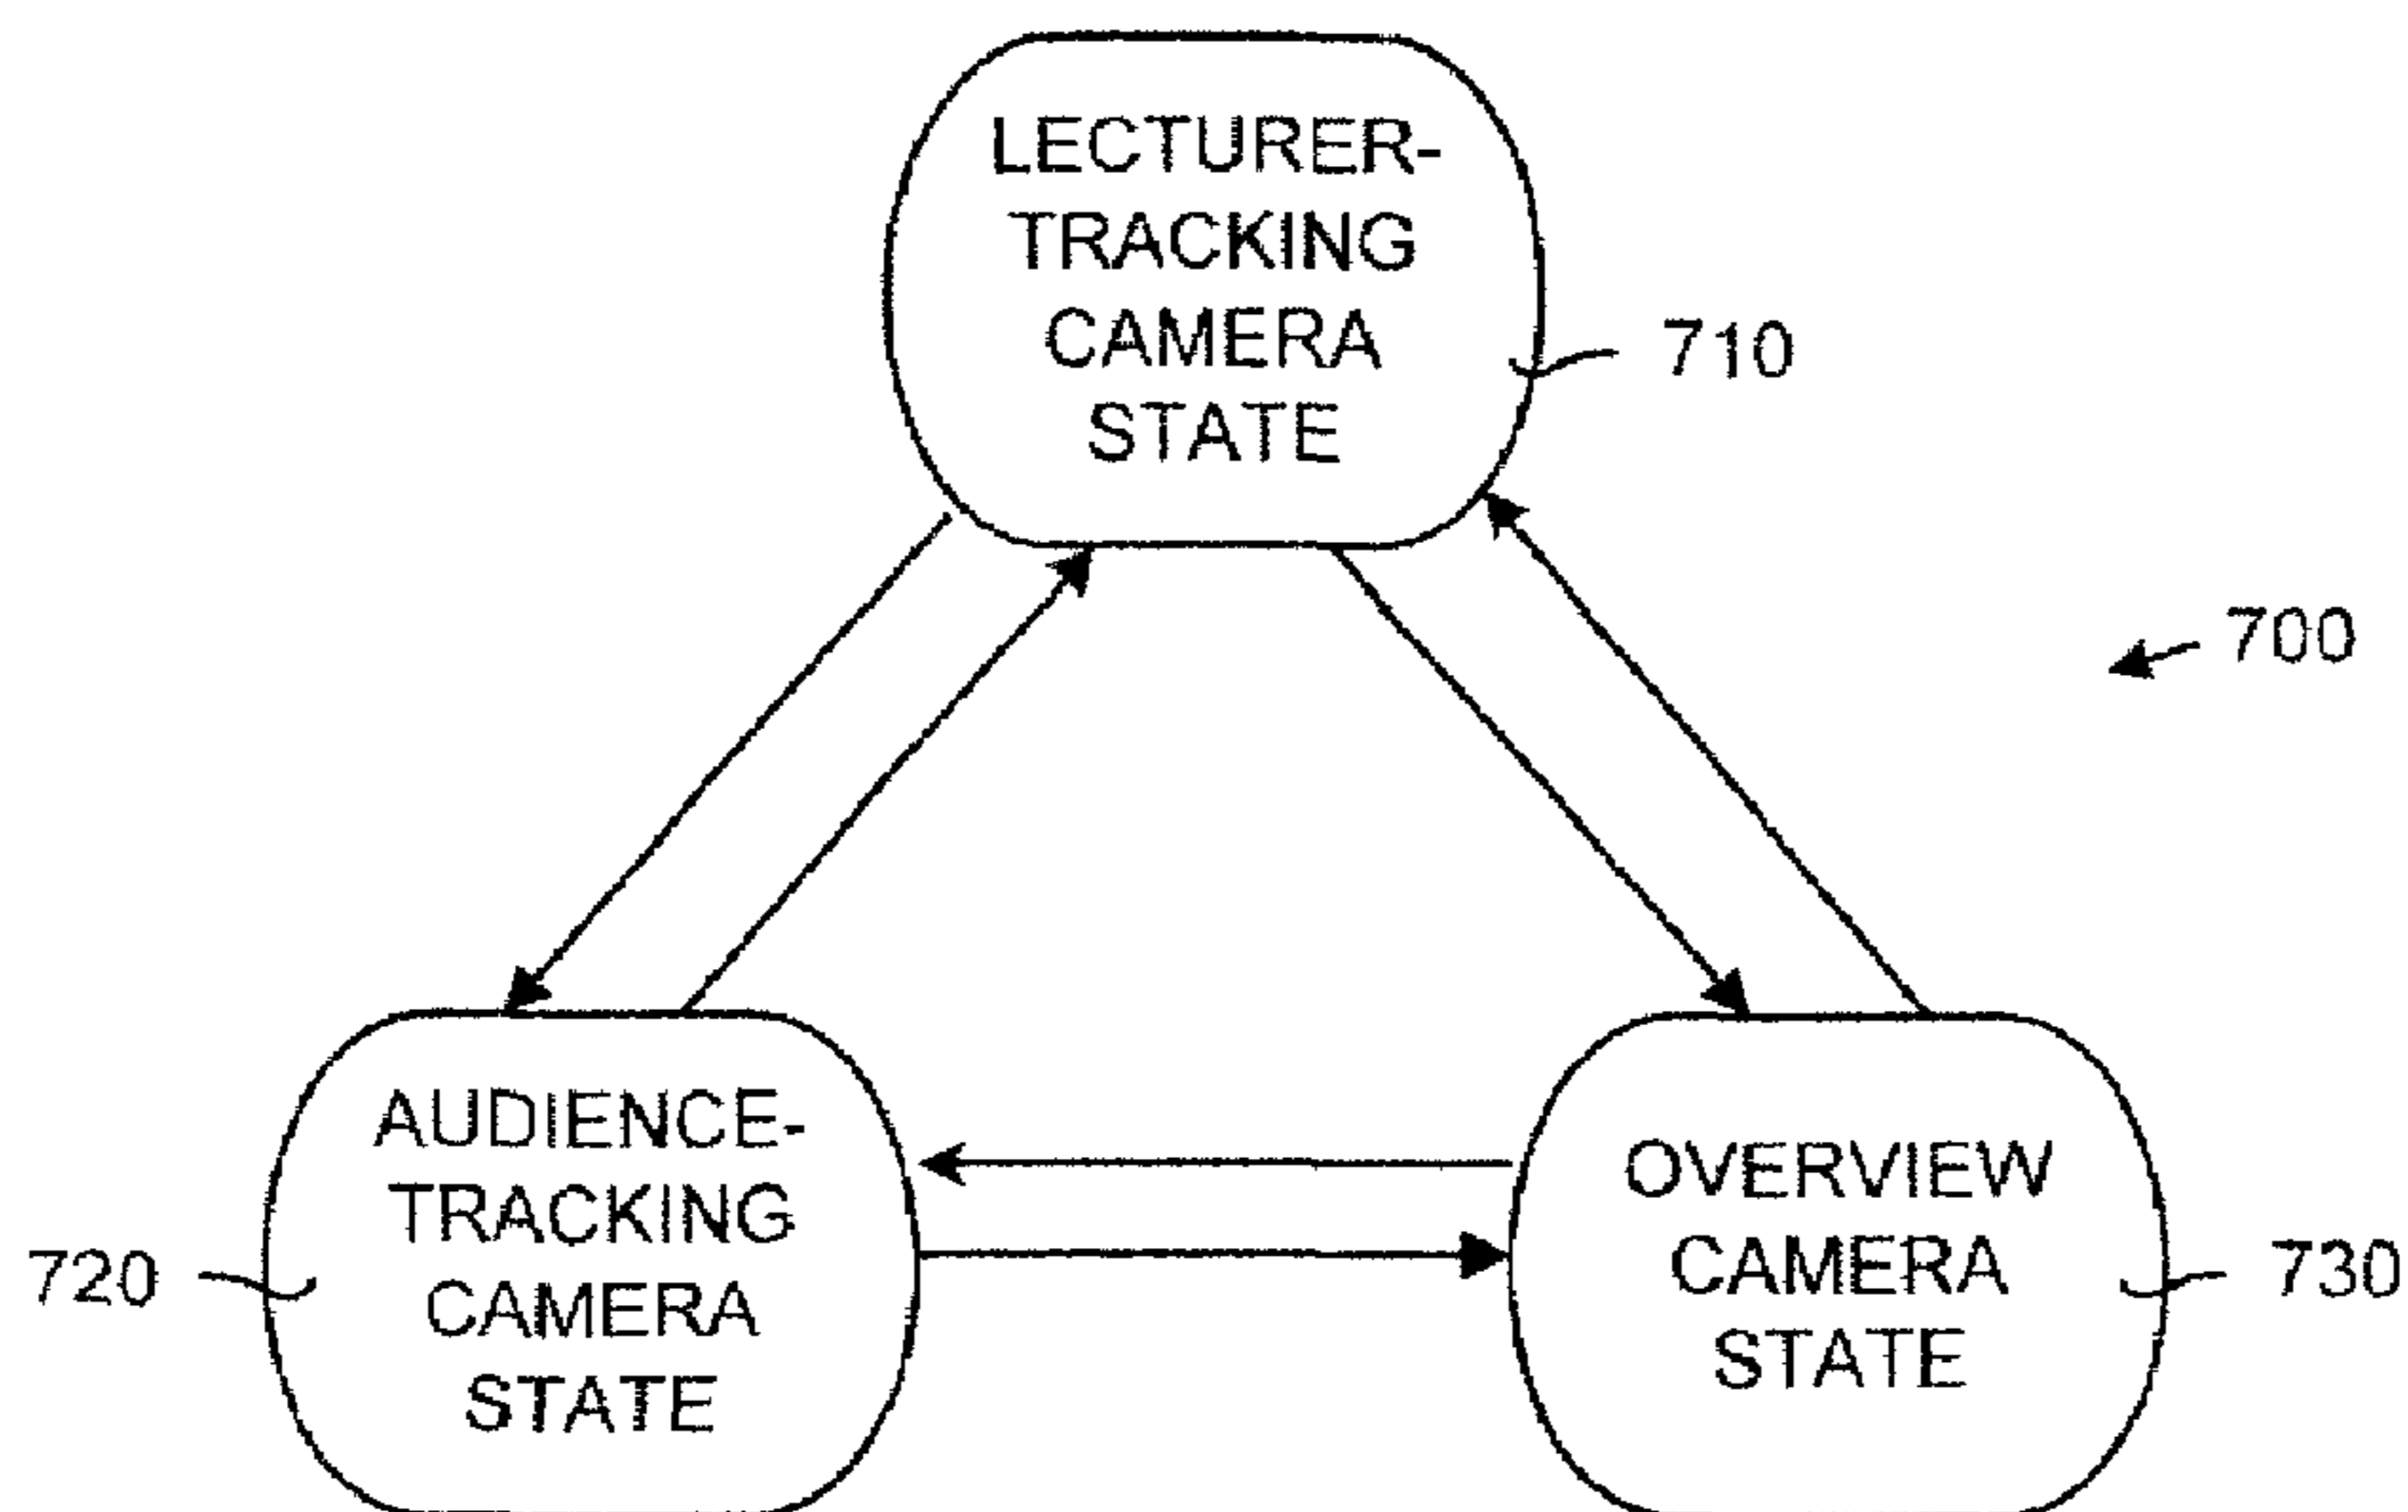 LECTURER-
TRACKING
CAMERA
STATE
710
700
AUDIENCE-
TRACKING
CAMERA
STATE
720
OVERVIEW
CAMERA
STATE
730